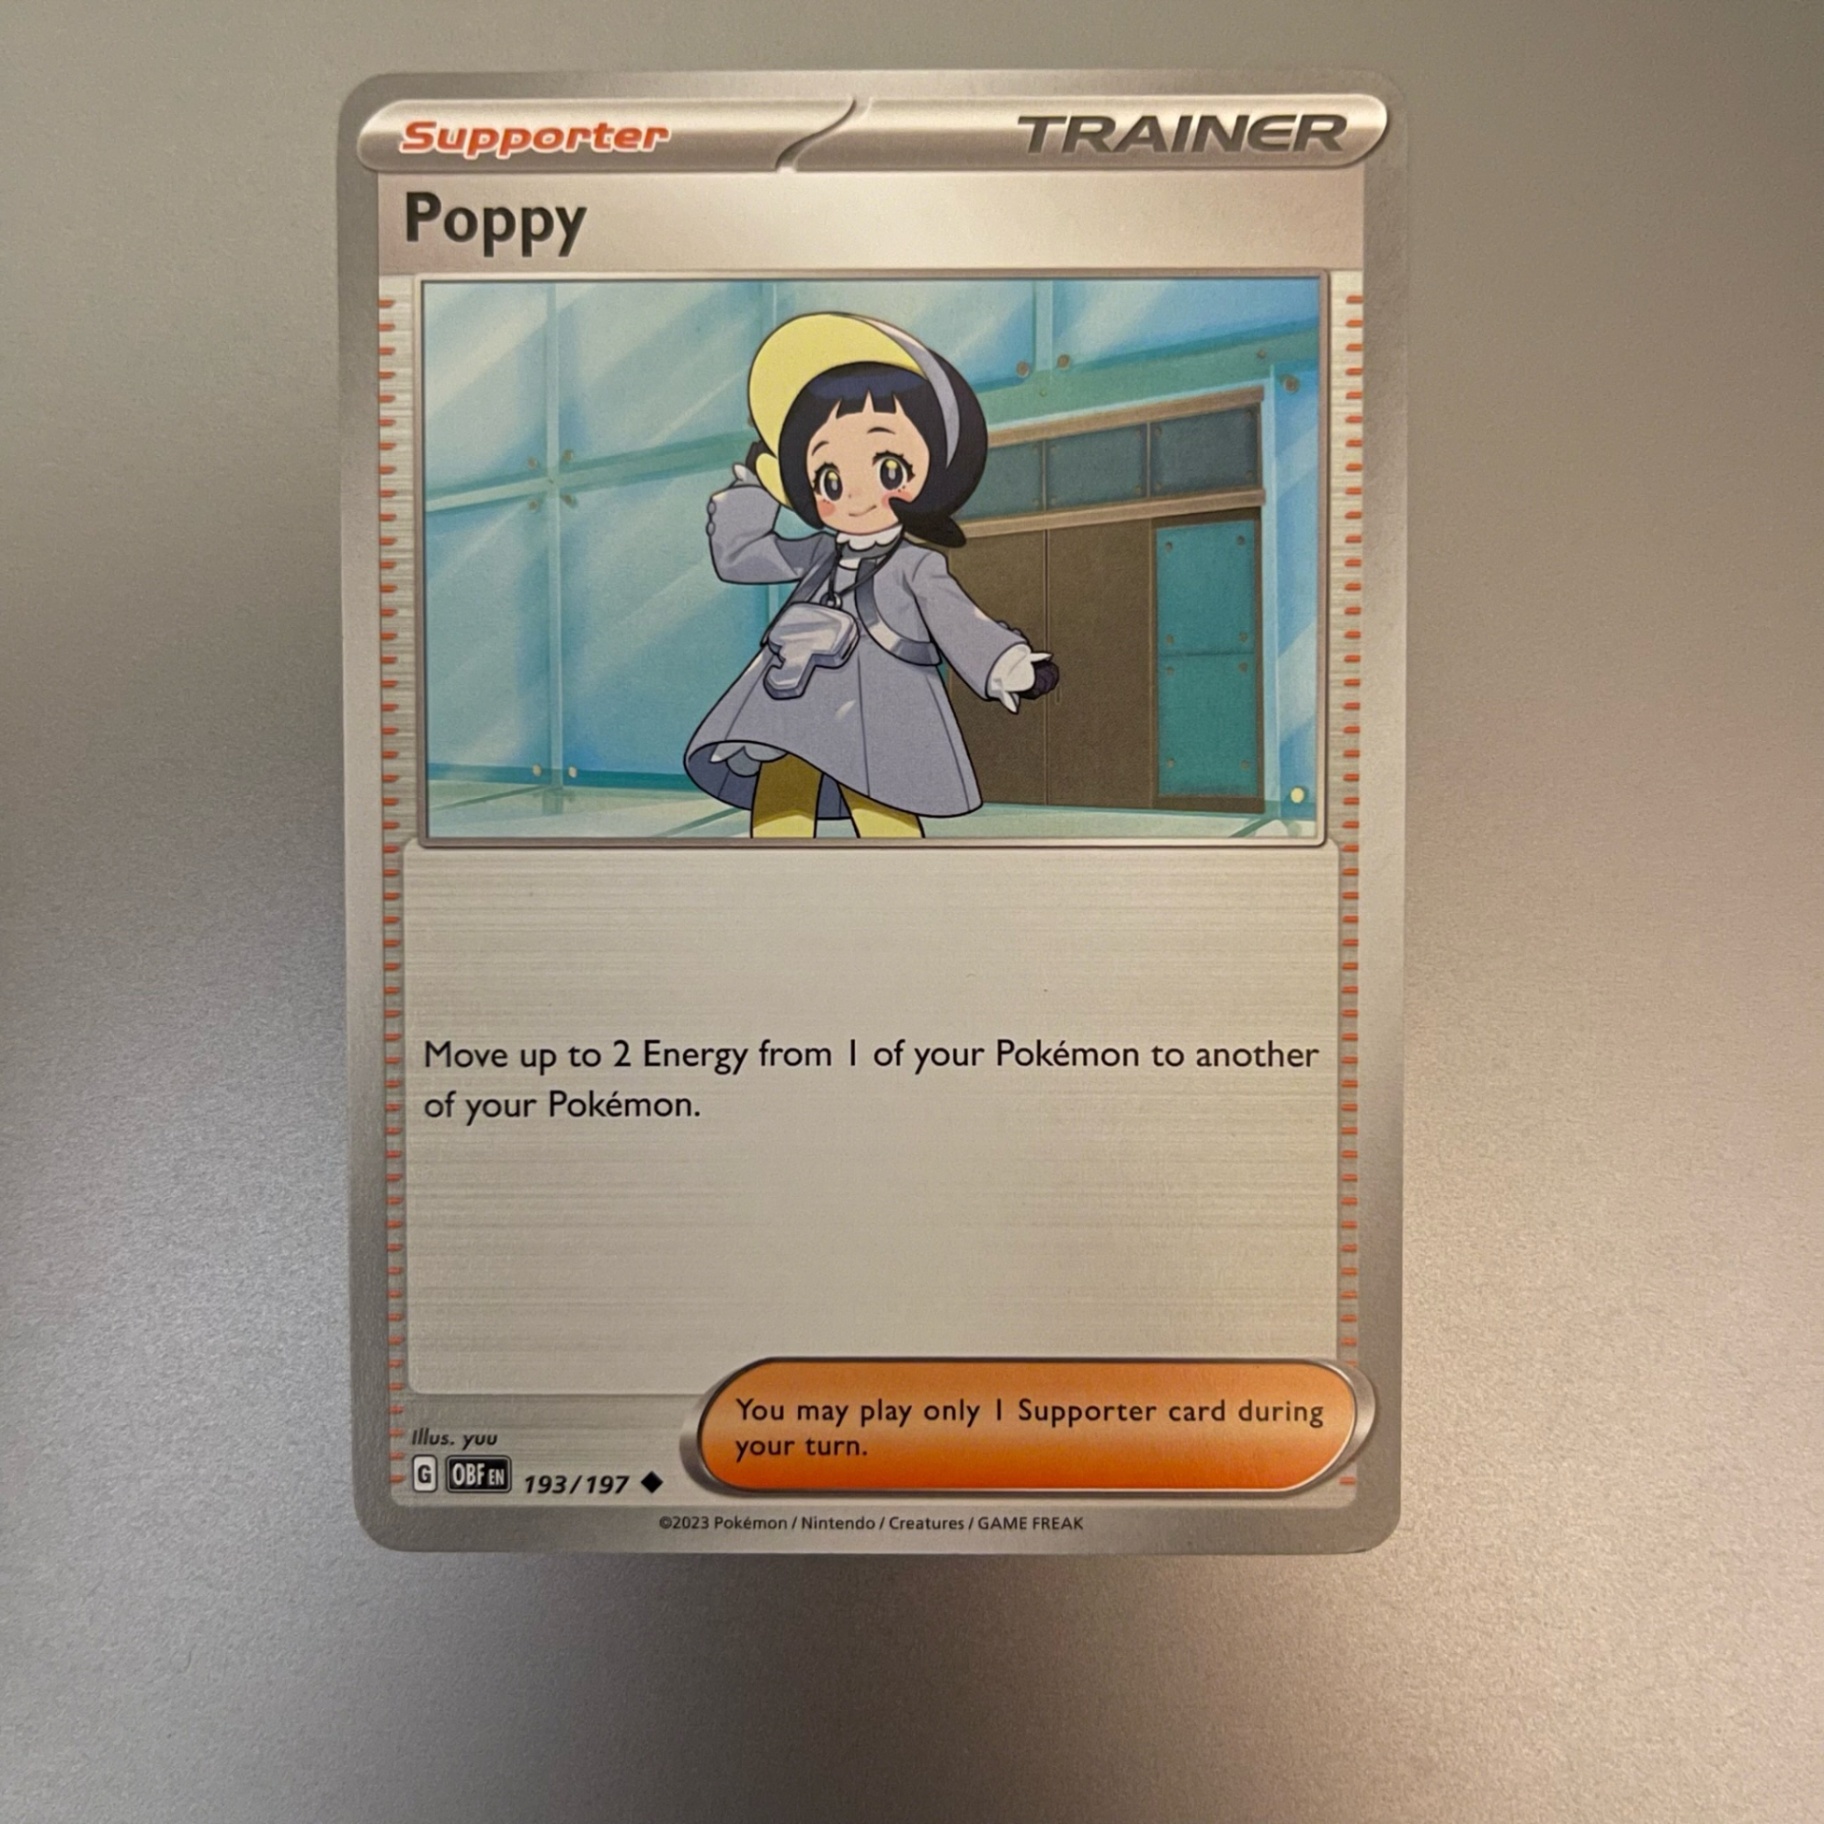 Supporter TRAINER
Poppy
Move up to 2 Energy from 1 of your Pokémon to another
of your Pokémon.
You may play only 1 Supporter card during
your turn.
Illus. yuu
G OBF EN 193/197
©2023 Pokémon / Nintendo / Creatures / GAME FREAK